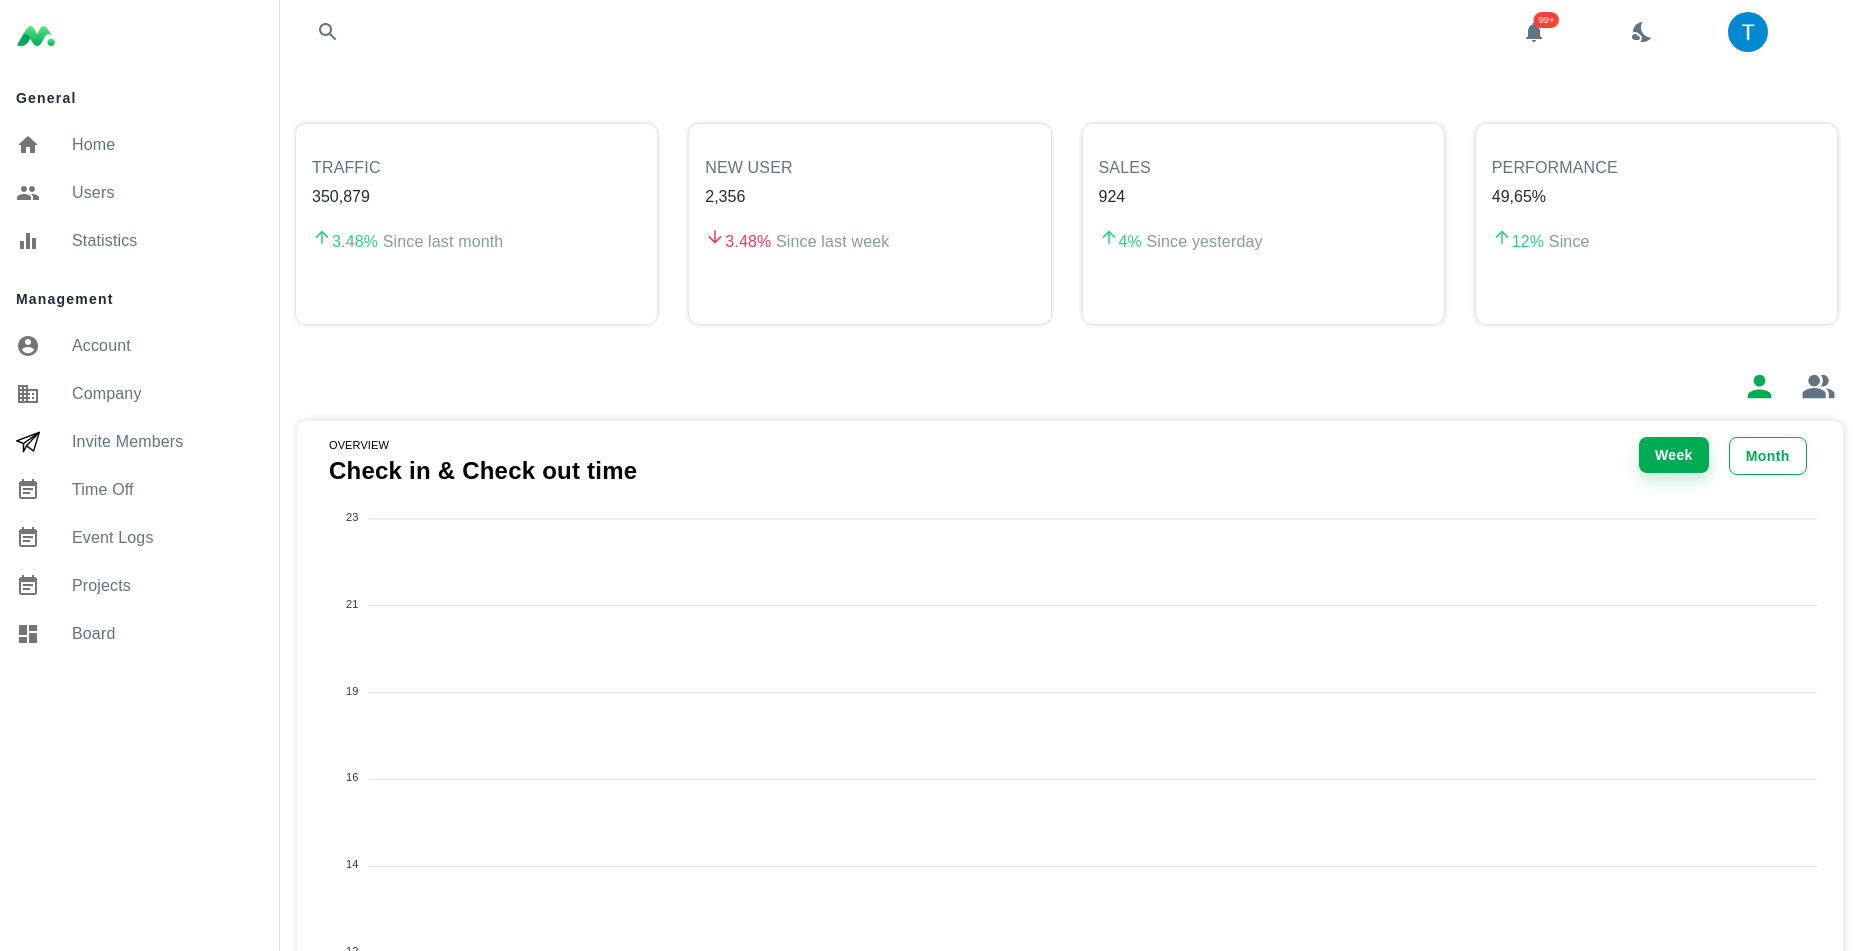 99+
T
General
Home
Users
Statistics
Management
Account
Company
Invite Members
Time Off
Event Logs
Projects
Board
TRAFFIC
350,879
3.48% Since last month
NEW USER
2,356
3.48% Since last week
SALES
924
4% Since yesterday
PERFORMANCE
49,65%
12% Since
OVERVIEW
Check in & Check out time
Week
Month
23
21
19
16
14
12